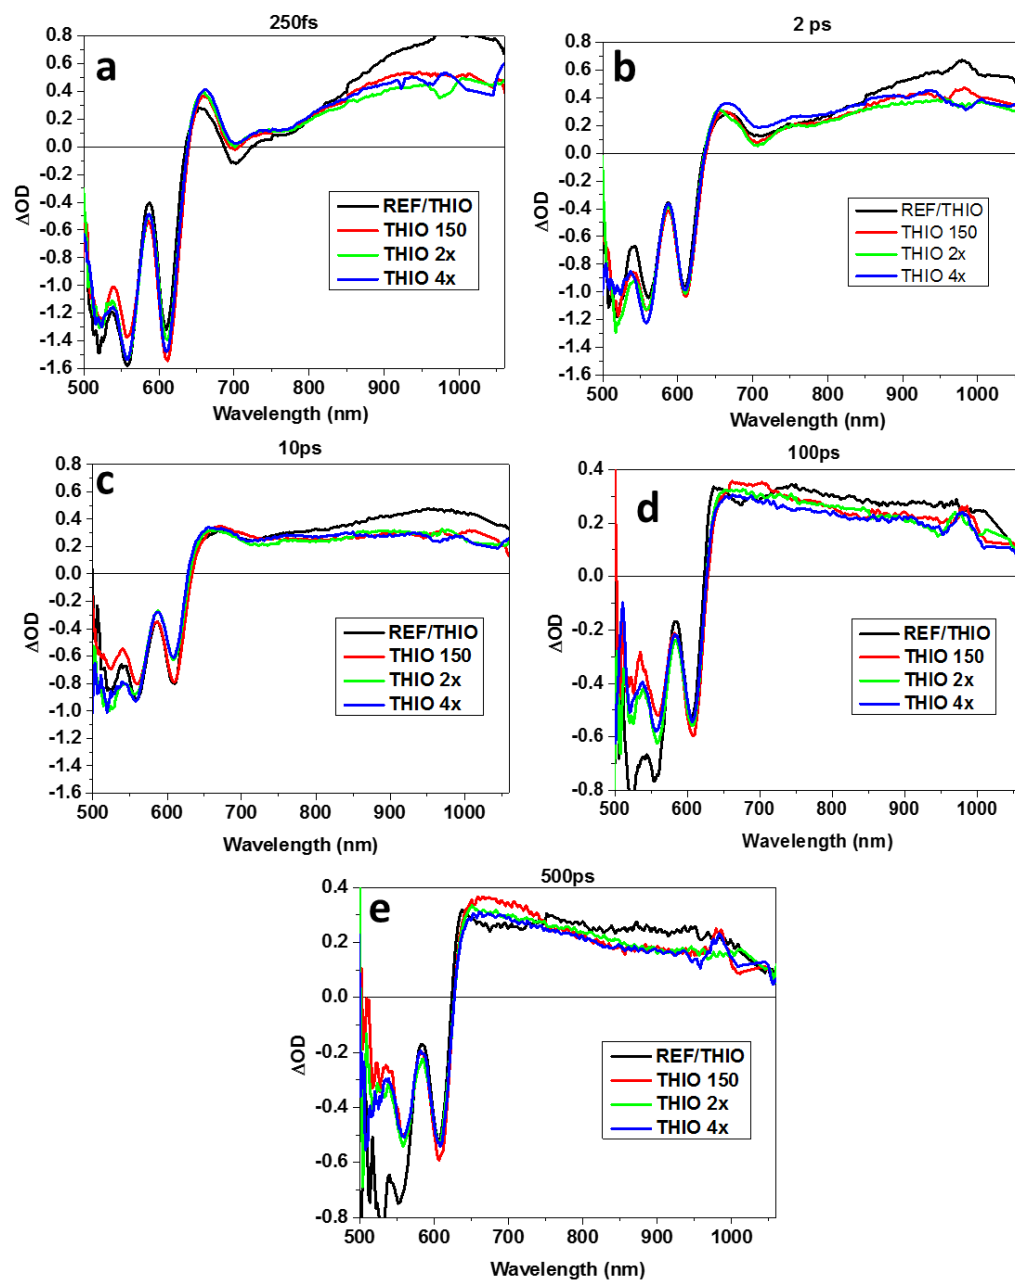 250fs
a
0.8
0.6
0.4
0.2
0.0
-0.2
-0.4
-0.6
-0.8
-1.0
-1.2
-1.4
-1.6
ΔOD
REF/THIO
THIO 150
THIO 2x
THIO 4x
500 600 700 800 900 1000
Wavelength (nm)
2 ps
b
0.8
0.6
0.4
0.2
0.0
-0.2
-0.4
-0.6
-0.8
-1.0
-1.2
-1.4
-1.6
ΔOD
REF/THIO
THIO 150
THIO 2x
THIO 4x
500 600 700 800 900 1000
Wavelength (nm)
10ps
c
0.8
0.6
0.4
0.2
0.0
-0.2
-0.4
-0.6
-0.8
-1.0
-1.2
-1.4
-1.6
ΔOD
REF/THIO
THIO 150
THIO 2x
THIO 4x
500 600 700 800 900 1000
Wavelength (nm)
100ps
d
0.4
0.2
0.0
-0.2
-0.4
-0.6
-0.8
ΔOD
REF/THIO
THIO 150
THIO 2x
THIO 4x
500 600 700 800 900 1000
Wavelength (nm)
500ps
e
0.4
0.2
0.0
-0.2
-0.4
-0.6
-0.8
ΔOD
REF/THIO
THIO 150
THIO 2x
THIO 4x
500 600 700 800 900 1000
Wavelength (nm)